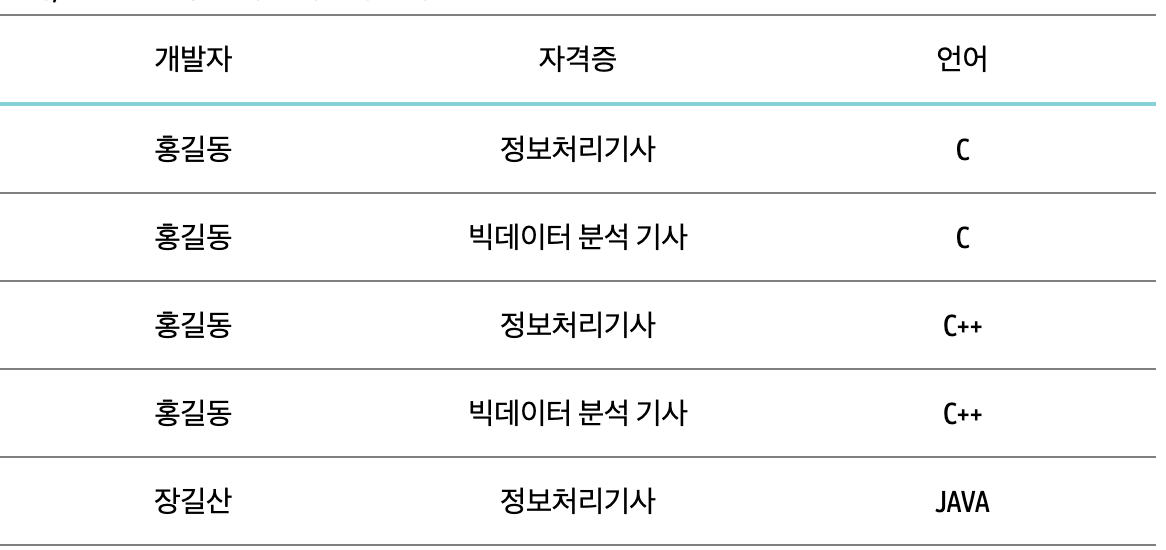 개발자 자격증 언어
홍길동 정보처리기사 C
홍길동 빅데이터 분석 기사 C
홍길동 정보처리기사 C++
홍길동 빅데이터 분석 기사 C++
장길산 정보처리기사 JAVA